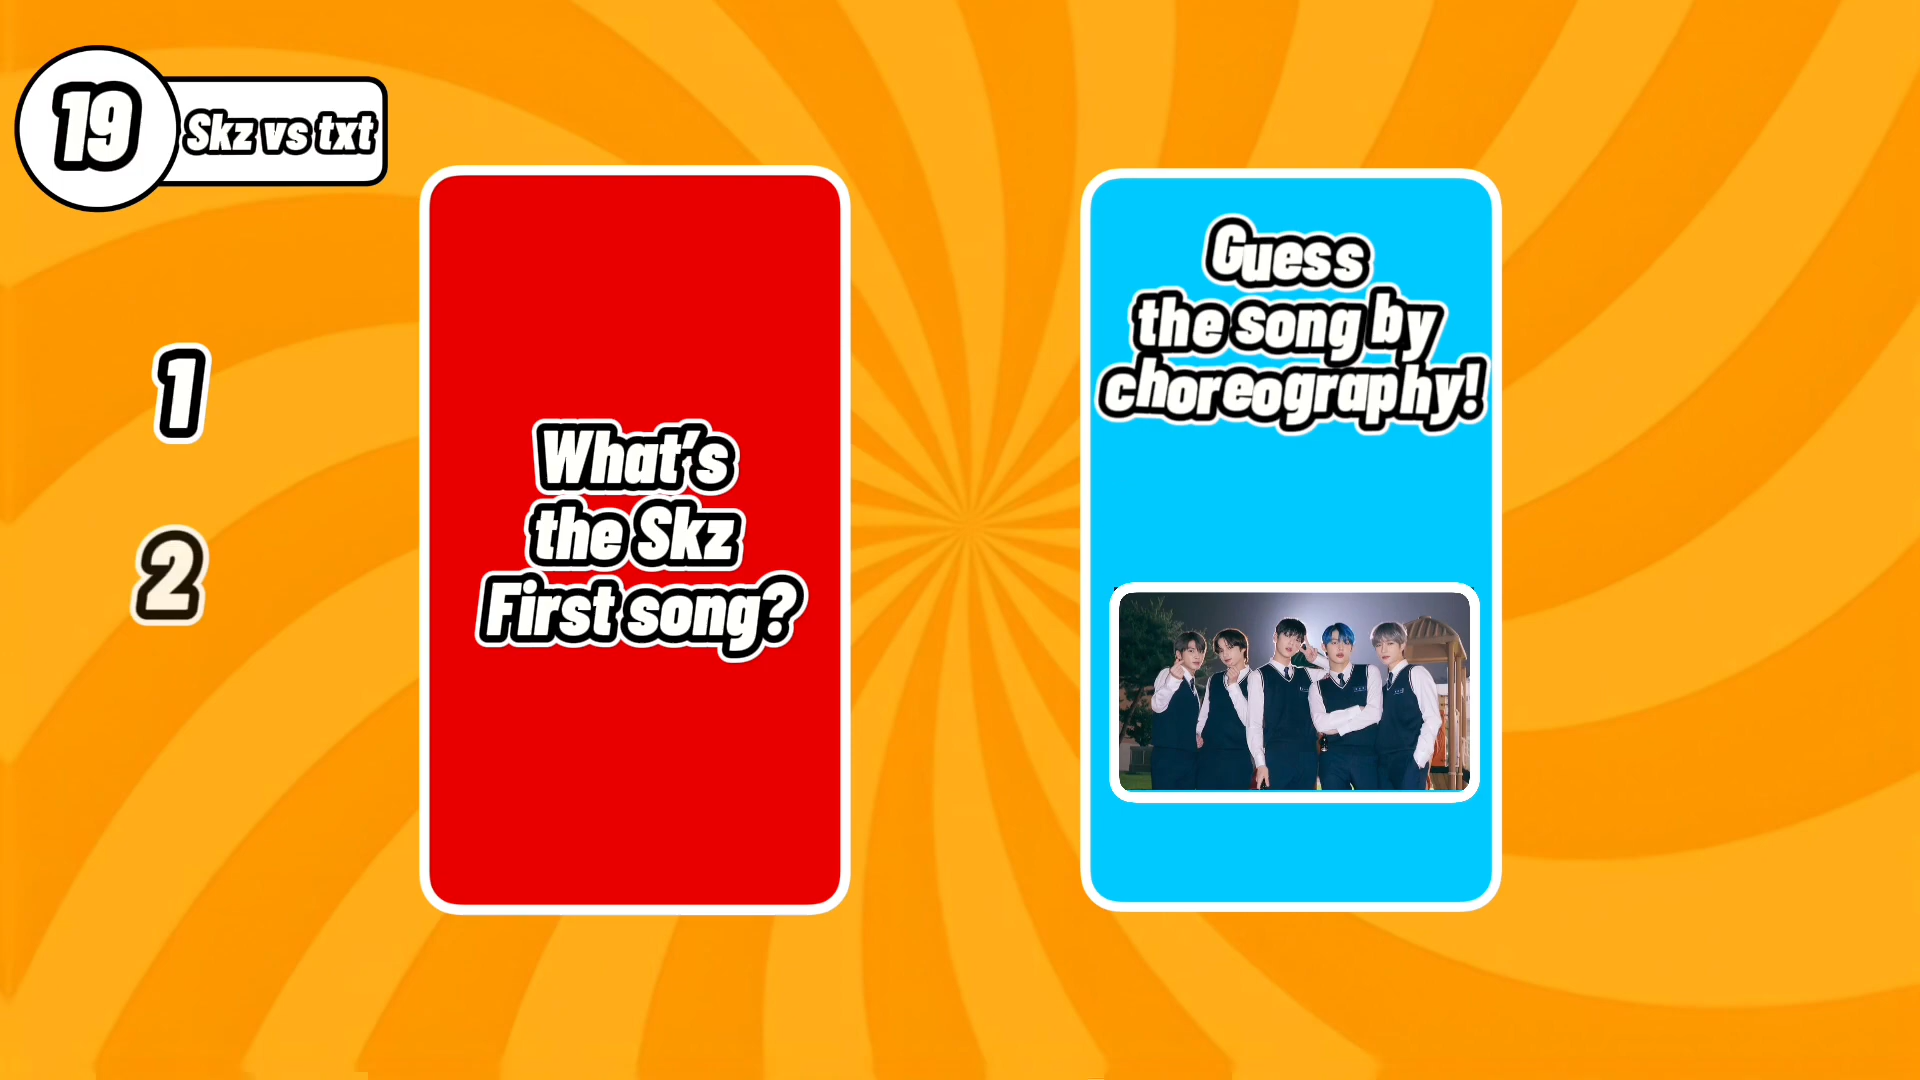 19
Skz vs txt
1
2
What's
the Skz
First song?
Guess
the song by
choreography!